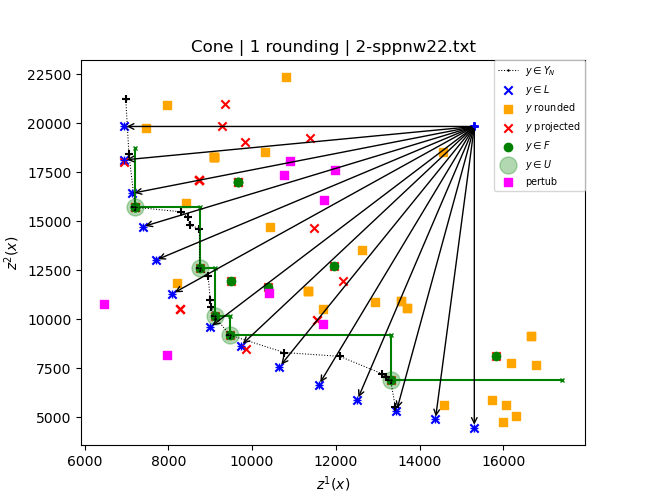 Cone | 1 rounding | 2-sppnw22.txt
22500
20000
17500
15000
12500
10000
7500
5000
z²(x)
6000 8000 10000 12000 14000 16000
z¹(x)
y ∈ Y_N
y ∈ L
y rounded
y projected
y ∈ F
y ∈ U
pertub